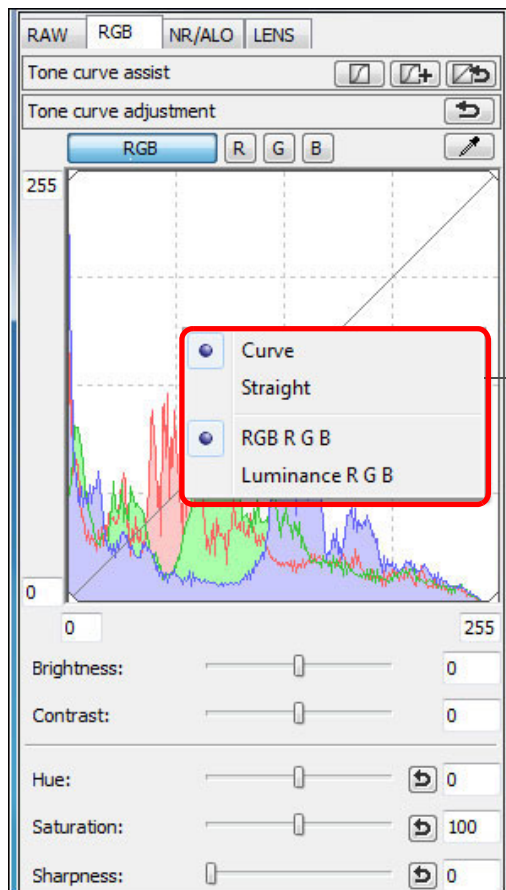 RAW RGB NR/ALO LENS
Tone curve assist
Tone curve adjustment
RGB R G B
255
Curve
Straight
RGB R G B
Luminance R G B
0
0 255
Brightness: 0
Contrast: 0
Hue: 0
Saturation: 100
Sharpness: 0